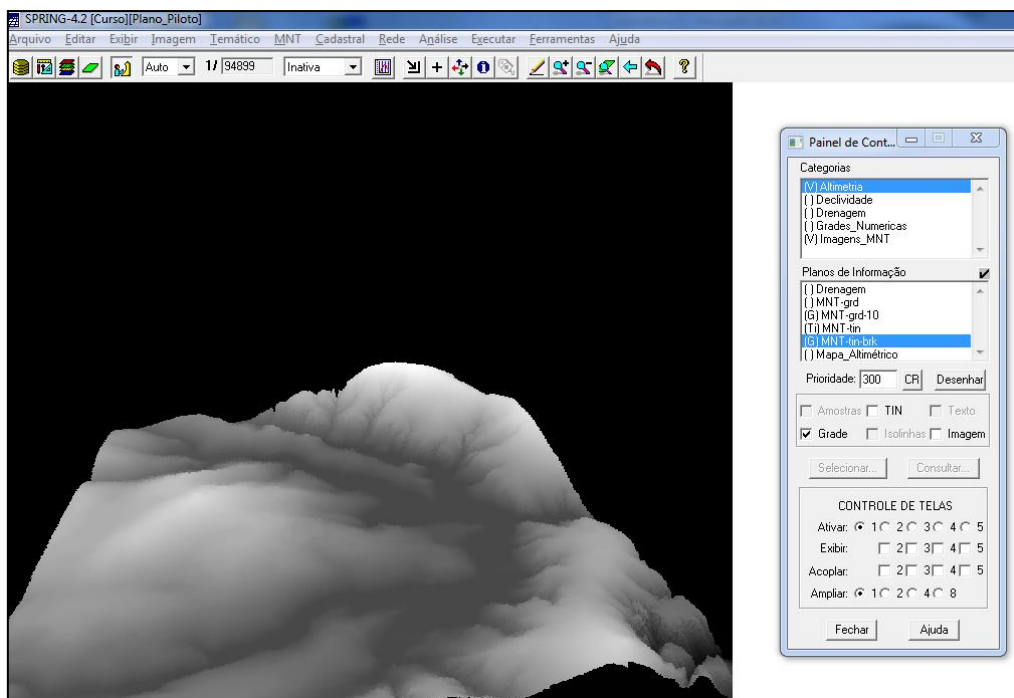 SPRING-4.2 [Curso][Plano_Piloto]
Arquivo Editar Exibir Imagem Temático MNT Cadastral Rede Análise Executar Ferramentas Ajuda
Auto 1/ 94899 Inativa
Painel de Cont...
Categorias
(V) Altimetria
( ) Declividade
( ) Drenagem
( ) Grades_Numericas
(V) Imagens_MNT
Planos de Informação
( ) Drenagem
( ) MNT-grd
(G) MNT-grd-10
(Ti) MNT-tin
(G) MNT-tin-brk
( ) Mapa_Altimétrico
Prioridade: 300 CR Desenhar
Amostras TIN Texto
Grade Isolinhas Imagem
Selecionar... Consultar...
CONTROLE DE TELAS
Ativar: 1 2 3 4 5
Exibir: 2 3 4 5
Acoplar: 2 3 4 5
Ampliar: 1 2 4 8
Fechar Ajuda